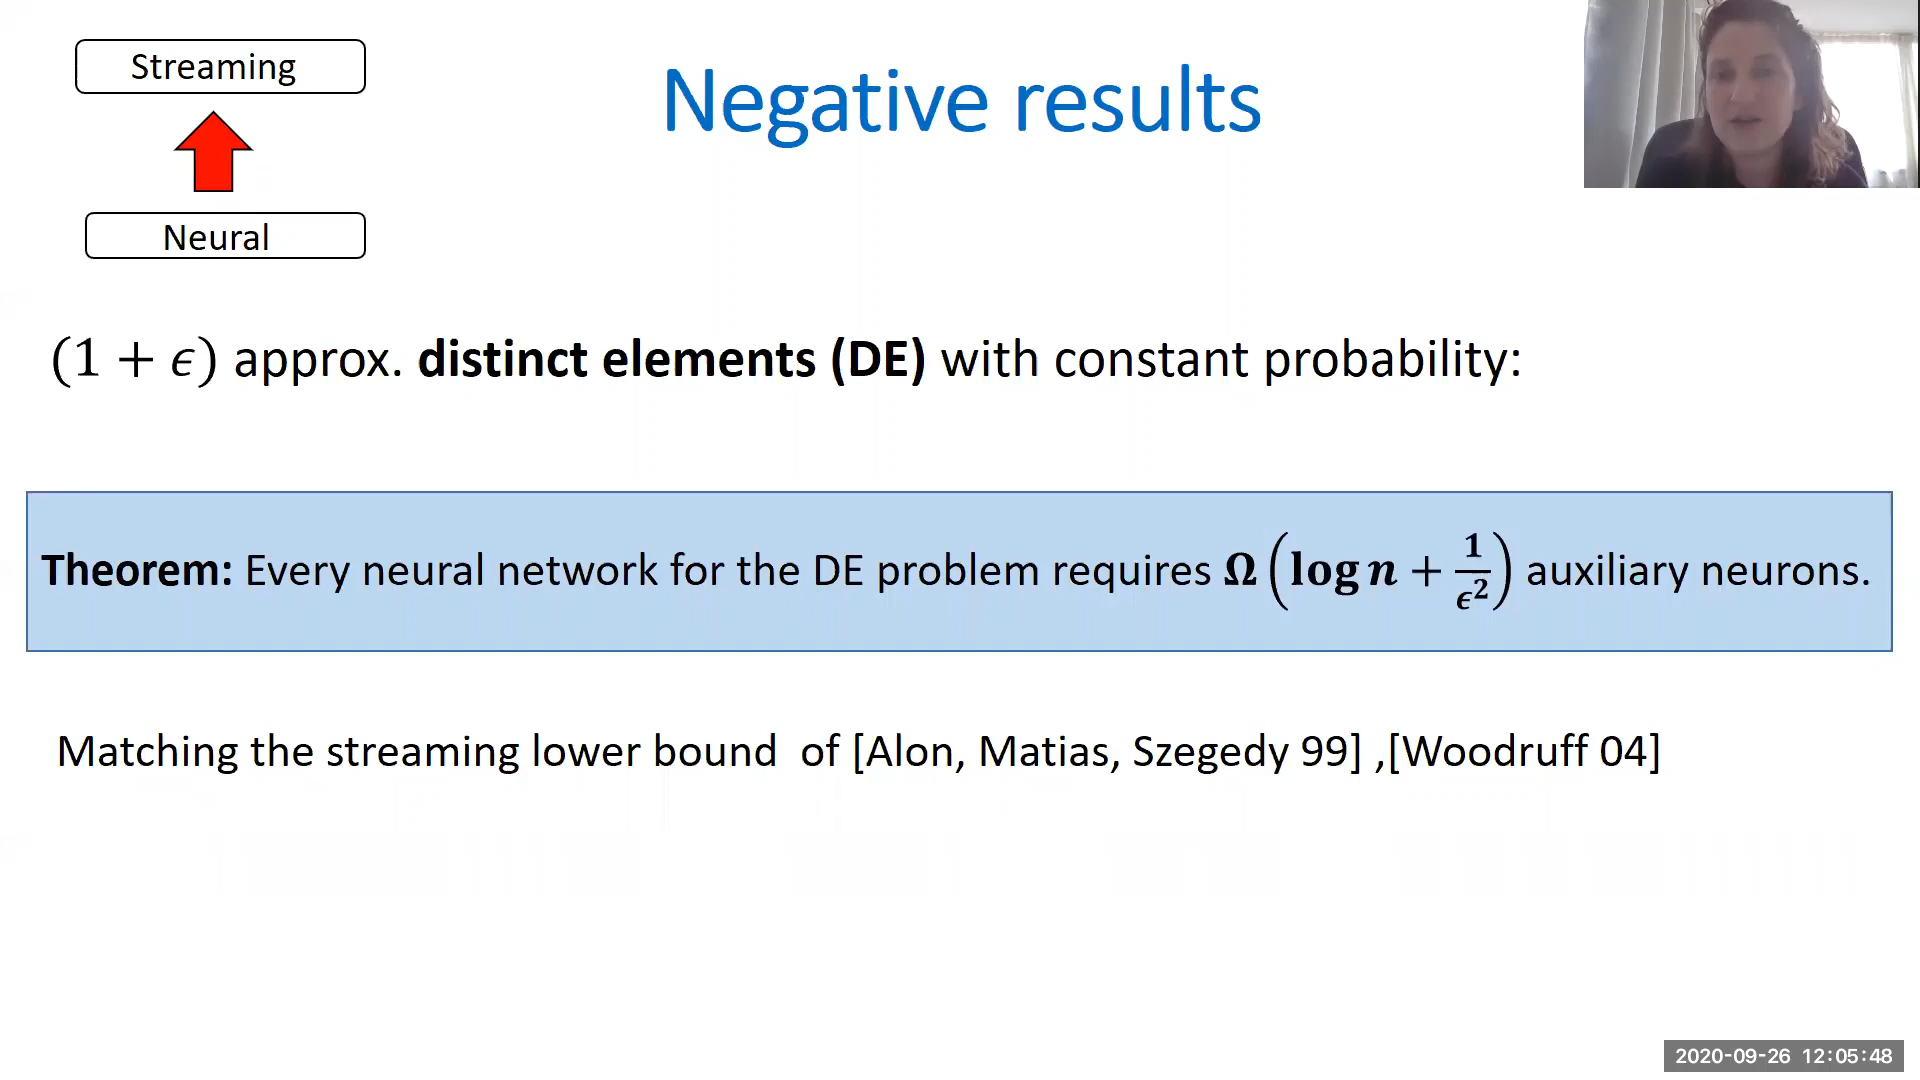 Streaming
Negative results
Neural
(1 + ϵ) approx. distinct elements (DE) with constant probability:
Theorem: Every neural network for the DE problem requires Ω(log n + 1/ϵ²) auxiliary neurons.
Matching the streaming lower bound of [Alon, Matias, Szegedy 99] ,[Woodruff 04]
2020-09-26 12:05:48